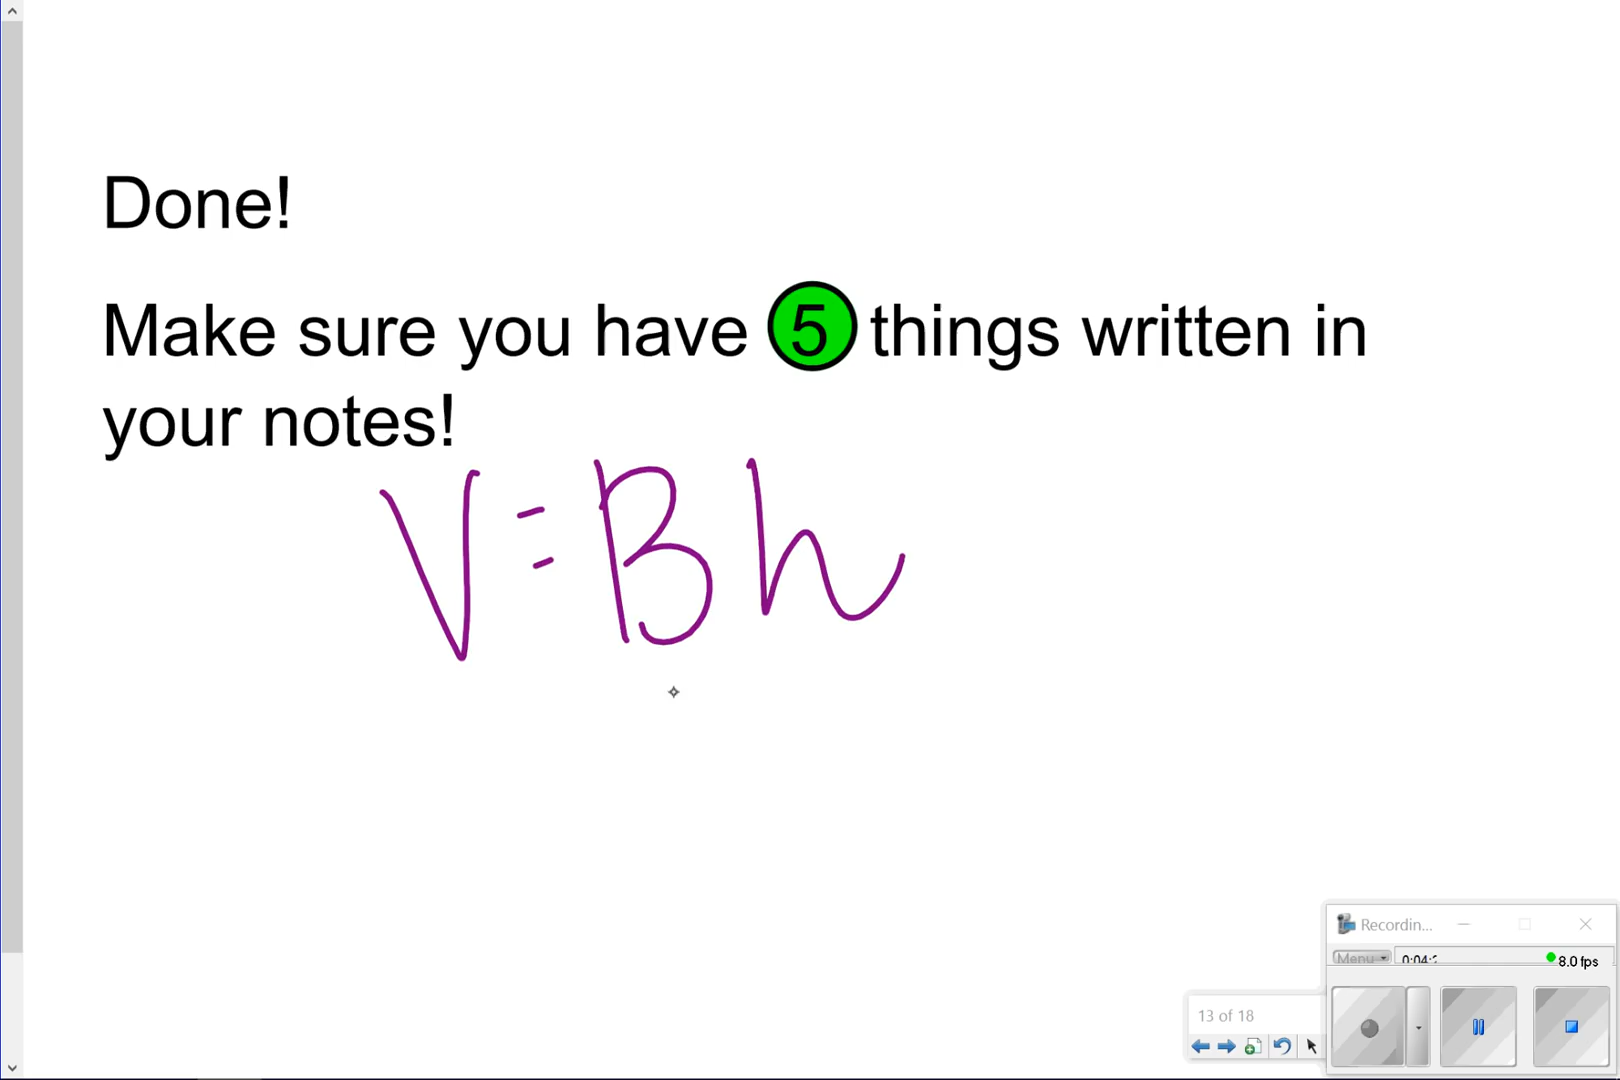 Done!
Make sure you have 5 things written in
your notes!
V = Bh
Recordin...
Menu
8.0 fps
13 of 18